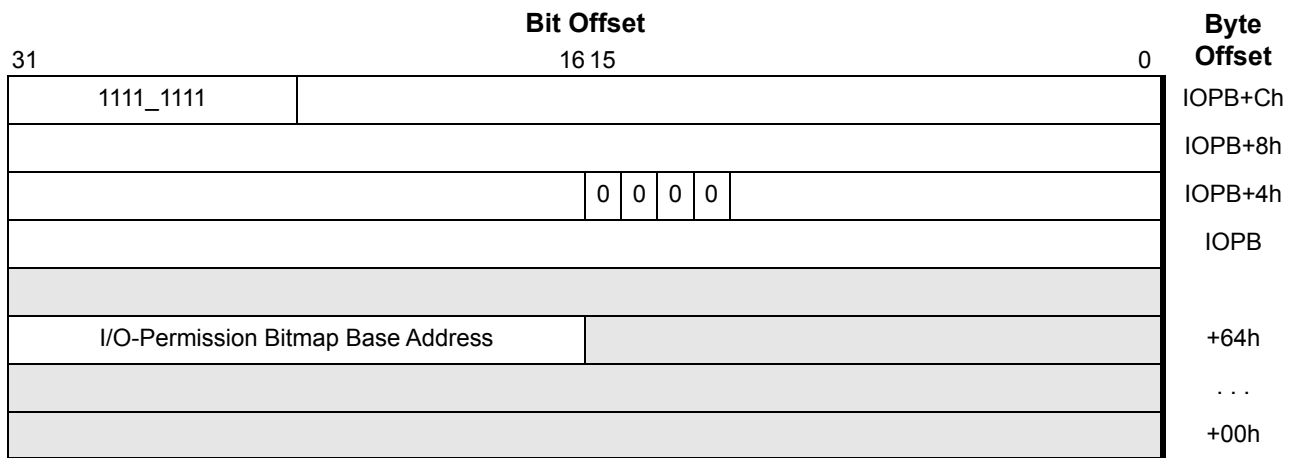 Bit Offset Byte
31 16 15 0 Offset
1111_1111 IOPB+Ch
IOPB+8h
0 0 0 0 IOPB+4h
IOPB
I/O-Permission Bitmap Base Address +64h
. . .
+00h